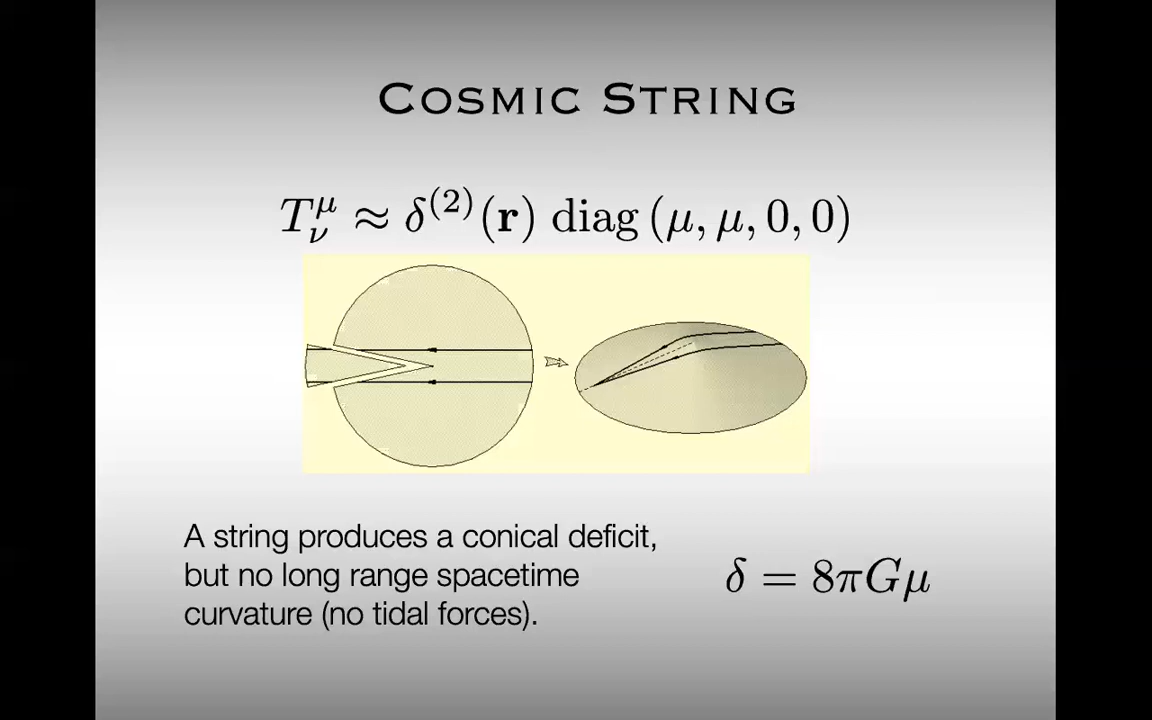 COSMIC STRING
T^μ_ν ≈ δ^(2)(r) diag (μ, μ, 0, 0)
A string produces a conical deficit,
but no long range spacetime
curvature (no tidal forces).
δ = 8πGμ